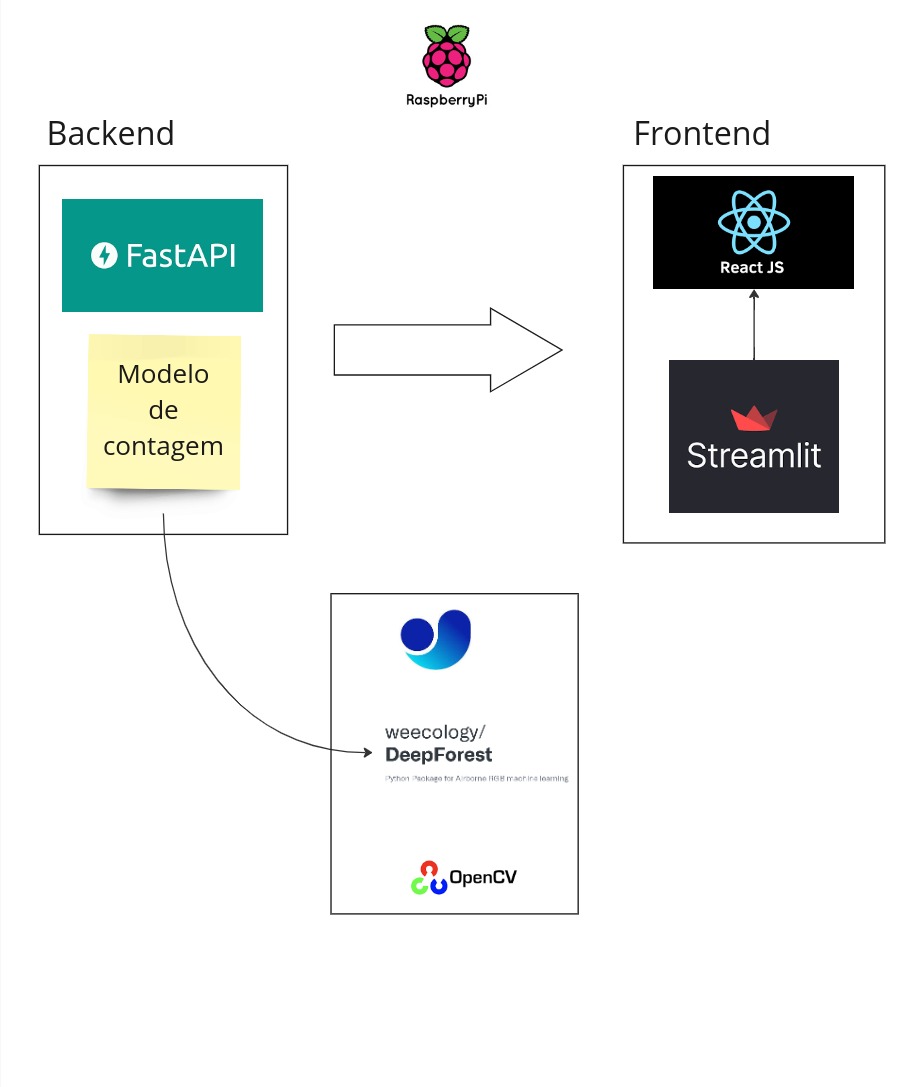 RaspberryPi
Backend
Frontend
FastAPI
Modelo
de
contagem
React JS
Streamlit
weecology/
DeepForest
Python Package for Airborne RGB machine learning
OpenCV